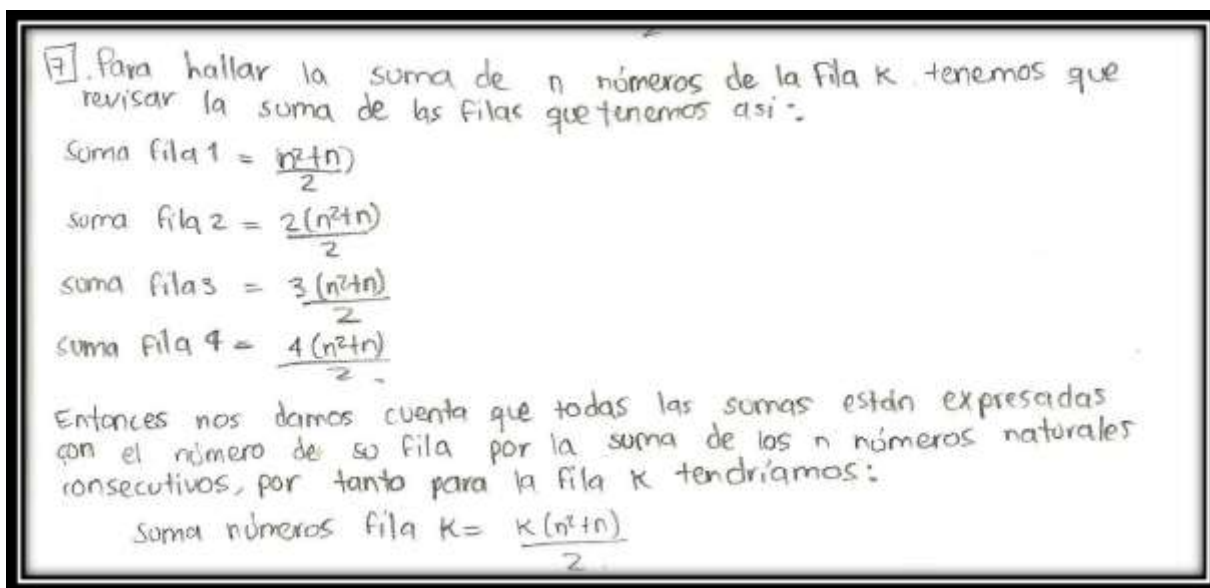 7. Para hallar la suma de n números de la Fila K tenemos que
revisar la suma de las filas que tenemos así:
Suma fila 1 = (n²+n)/2
suma fila 2 = 2(n²+n)/2
suma fila 3 = 3(n²+n)/2
suma fila 4 = 4(n²+n)/2.
Entonces nos damos cuenta que todas las sumas están expresadas
con el número de su fila por la suma de los n números naturales
consecutivos, por tanto para la fila K tendríamos:
Suma números fila K = K(n²+n)/2.